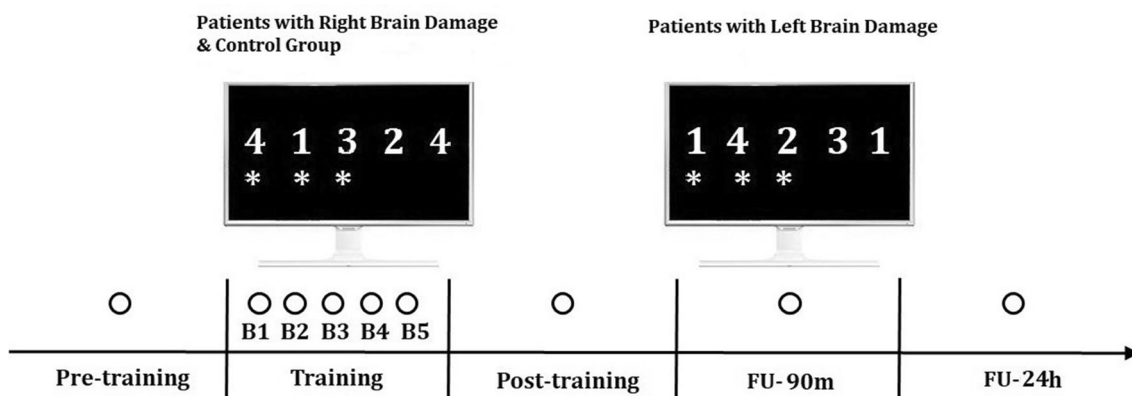 Patients with Right Brain Damage
& Control Group
Patients with Left Brain Damage
4 1 3 2 4
* * *
1 4 2 3 1
* * *
B1 B2 B3 B4 B5
Pre-training Training Post-training FU-90m FU-24h